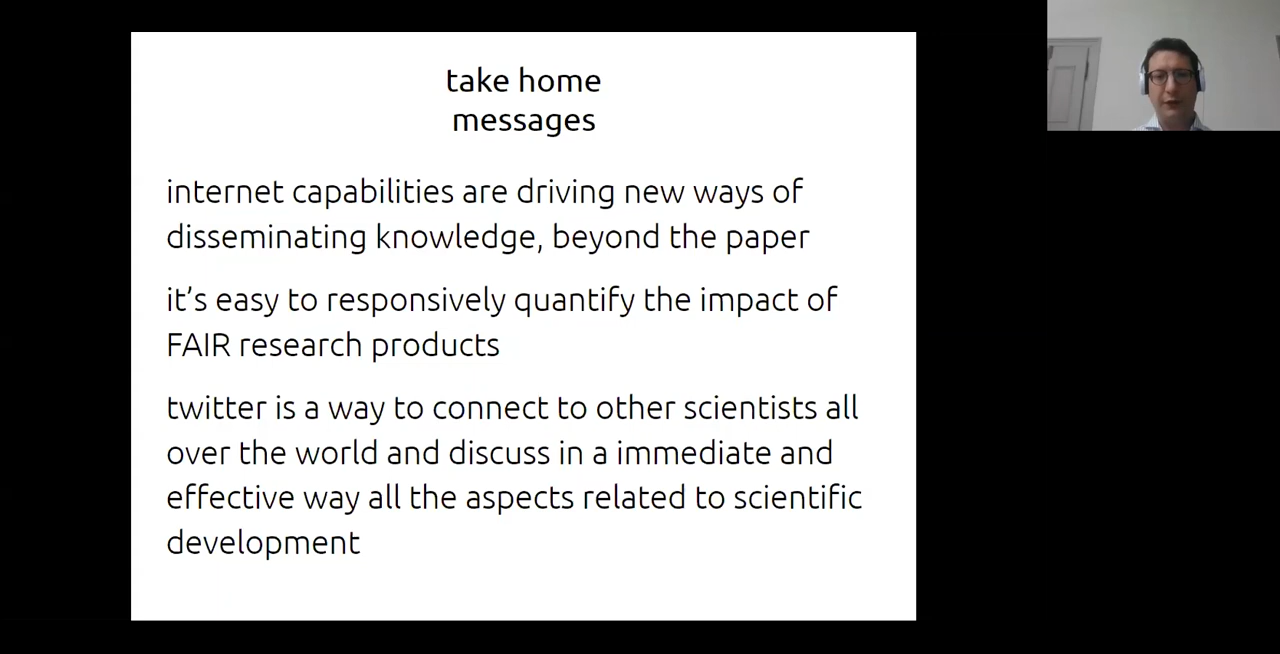 take home
messages
internet capabilities are driving new ways of
disseminating knowledge, beyond the paper
it's easy to responsively quantify the impact of
FAIR research products
twitter is a way to connect to other scientists all
over the world and discuss in a immediate and
effective way all the aspects related to scientific
development